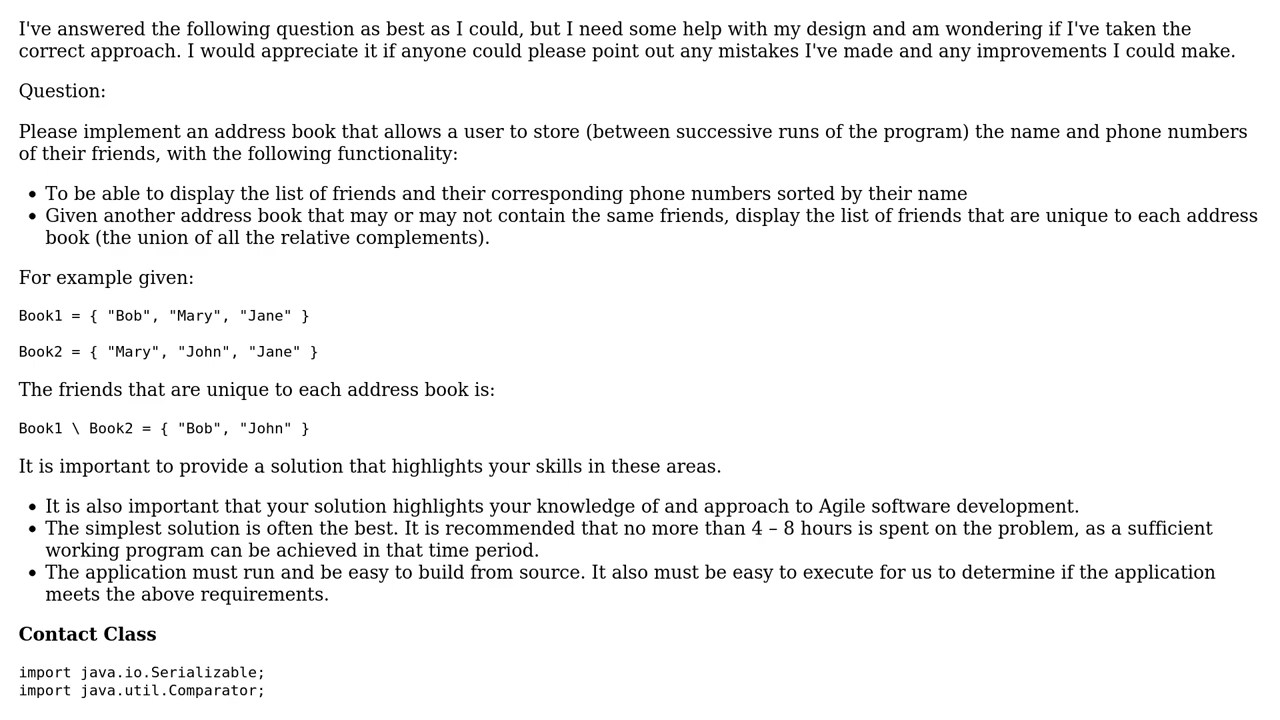 I've answered the following question as best as I could, but I need some help with my design and am wondering if I've taken the
correct approach. I would appreciate it if anyone could please point out any mistakes I've made and any improvements I could make.
Question:
Please implement an address book that allows a user to store (between successive runs of the program) the name and phone numbers
of their friends, with the following functionality:
• To be able to display the list of friends and their corresponding phone numbers sorted by their name
• Given another address book that may or may not contain the same friends, display the list of friends that are unique to each address
book (the union of all the relative complements).
For example given:
Book1 = { "Bob", "Mary", "Jane" }
Book2 = { "Mary", "John", "Jane" }
The friends that are unique to each address book is:
Book1 \ Book2 = { "Bob", "John" }
It is important to provide a solution that highlights your skills in these areas.
• It is also important that your solution highlights your knowledge of and approach to Agile software development.
• The simplest solution is often the best. It is recommended that no more than 4 – 8 hours is spent on the problem, as a sufficient
working program can be achieved in that time period.
• The application must run and be easy to build from source. It also must be easy to execute for us to determine if the application
meets the above requirements.
Contact Class
import java.io.Serializable;
import java.util.Comparator;